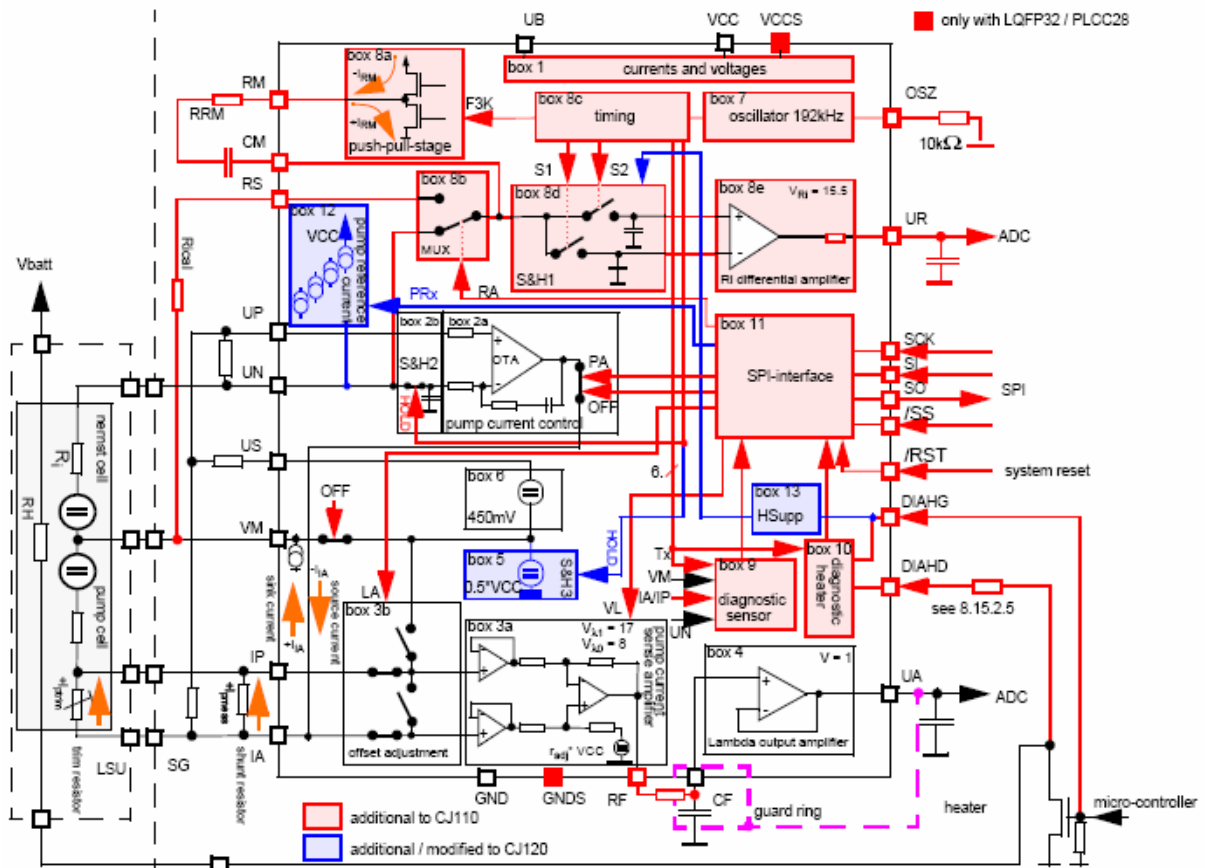 UB
VCC
VCCS
only with LQFP32 / PLCC28
box 8a
-IRM
+IRM
push-pull-stage
RM
RRM
CM
RS
box 1
currents and voltages
F3K
box 8c
timing
box 7
oscillator 192kHz
OSZ
10kΩ
S1
S2
box 8b
MUX
box 8d
S&H1
box 8e
VRi = 15.5
RI differential amplifier
UR
ADC
box 12
VCC
pump reference current
Vbatt
Rical
PRx
RA
UP
UN
box 2b
S&H2
HOLD
box 2a
OTA
pump current control
PA
OFF
box 11
SPI-interface
SCK
SI
SO
/SS
SPI
/RST
system reset
nernst cell
Ri
RH
pump cell
US
VM
OFF
box 6
450mV
6.
box 13
HSupp
DIAHG
HOLD
box 5
0.5*VCC
S&H3
Tx
VM
IA/IP
UN
box 9
diagnostic sensor
box 10
diagnostic heater
DIAHD
see 8.15.2.5
sink current
+IIA
-IIA
source current
LA
box 3b
offset adjustment
VL
box 3a
Vλ1 = 17
Vλ0 = 8
pump current sense amplifier
radj* VCC
box 4
V = 1
Lambda output amplifier
UA
ADC
IP
IA
trim resistor
LSU
SG
shunt resistor
GND
GNDS
RF
CF
guard ring
heater
micro-controller
additional to CJ110
additional / modified to CJ120